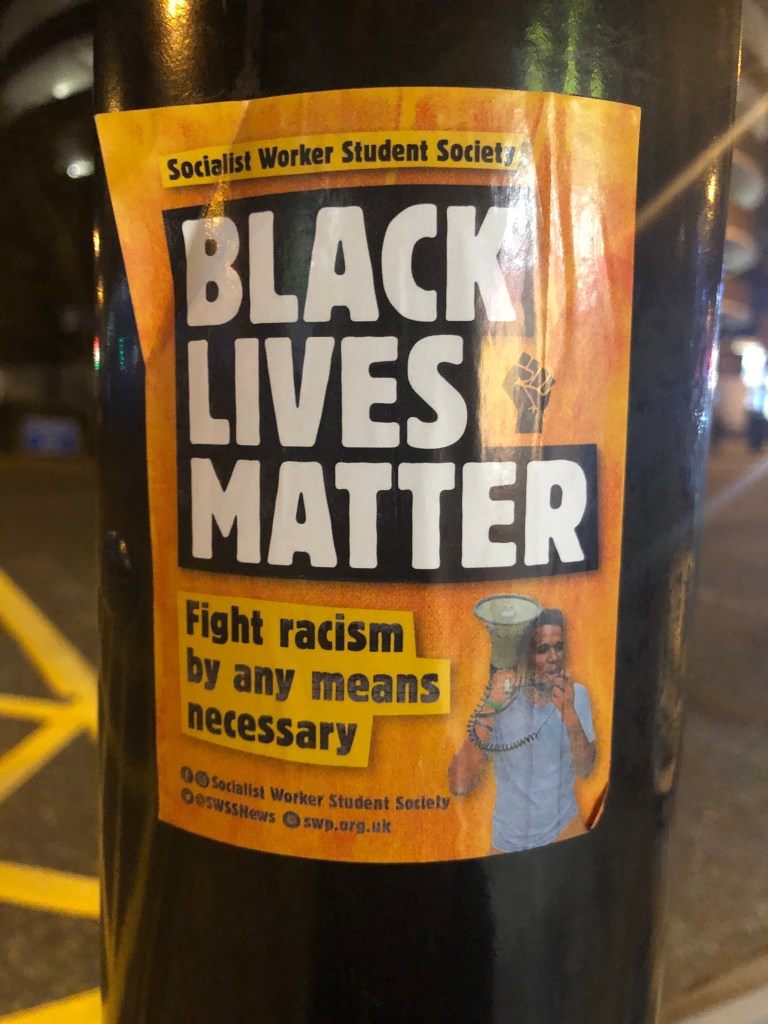 Socialist Worker Student Society
BLACK
LIVES
MATTER
Fight racism
by any means
necessary
Socialist Worker Student Society
@SWSSNews swp.org.uk